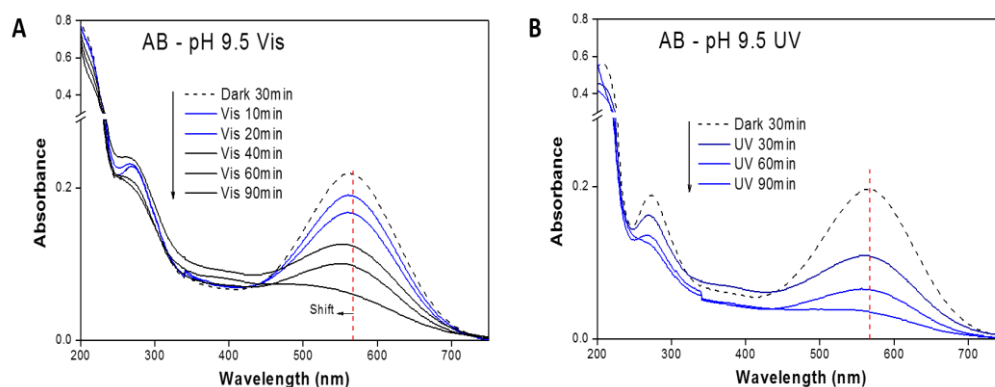 A
AB - pH 9.5 Vis
Dark 30min
Vis 10min
Vis 20min
Vis 40min
Vis 60min
Vis 90min
Shift
0.8
0.6
0.4
0.2
0.0
Absorbance
200 300 400 500 600 700
Wavelength (nm)
B
AB - pH 9.5 UV
Dark 30min
UV 30min
UV 60min
UV 90min
0.8
0.6
0.4
0.2
0.0
Absorbance
200 300 400 500 600 700
Wavelength (nm)